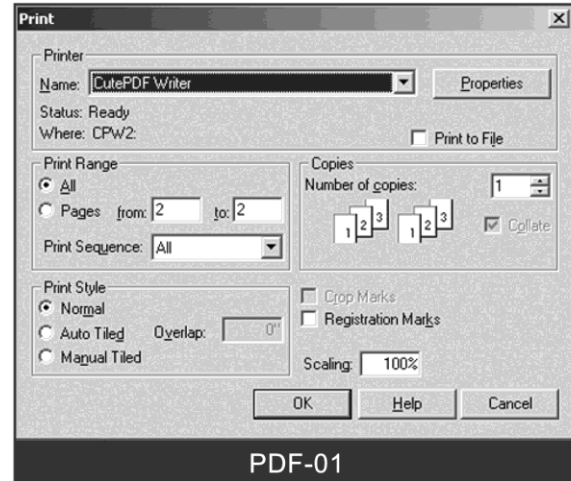 Print
Printer
Name: CutePDF Writer
Properties
Status: Ready
Where: CPW2:
Print to File
Print Range
All
Pages from: 2 to: 2
Print Sequence: All
Copies
Number of copies: 1
1 2 3 1 2 3
Collate
Print Style
Normal
Auto Tiled Overlap: 0"
Manual Tiled
Crop Marks
Registration Marks
Scaling: 100%
OK Help Cancel
PDF-01